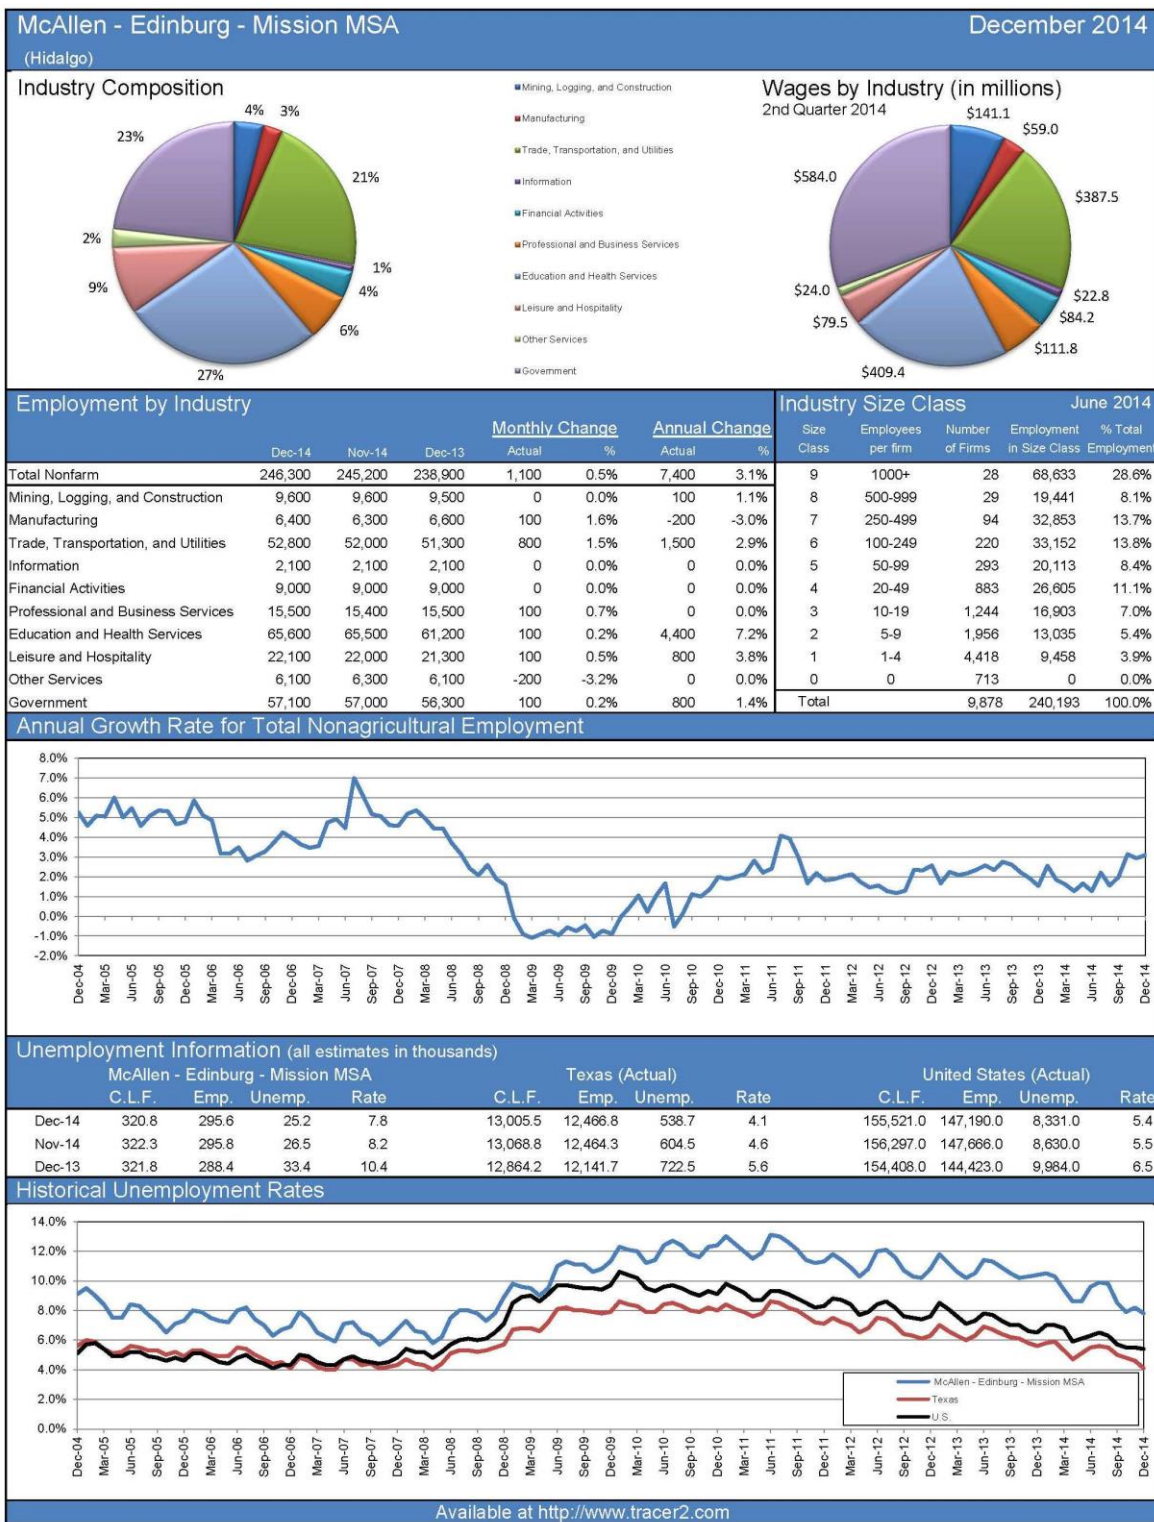 McAllen - Edinburg - Mission MSA December 2014
(Hidalgo)
Industry Composition
4%
3%
21%
1%
4%
6%
27%
9%
2%
23%
Mining, Logging, and Construction
Manufacturing
Trade, Transportation, and Utilities
Information
Financial Activities
Professional and Business Services
Education and Health Services
Leisure and Hospitality
Other Services
Government
Wages by Industry (in millions)
2nd Quarter 2014
$141.1
$59.0
$387.5
$22.8
$84.2
$111.8
$409.4
$79.5
$24.0
$584.0
Employment by Industry
Monthly Change Annual Change
Dec-14 Nov-14 Dec-13 Actual % Actual %
Total Nonfarm 246,300 245,200 238,900 1,100 0.5% 7,400 3.1%
Mining, Logging, and Construction 9,600 9,600 9,500 0 0.0% 100 1.1%
Manufacturing 6,400 6,300 6,600 100 1.6% -200 -3.0%
Trade, Transportation, and Utilities 52,800 52,000 51,300 800 1.5% 1,500 2.9%
Information 2,100 2,100 2,100 0 0.0% 0 0.0%
Financial Activities 9,000 9,000 9,000 0 0.0% 0 0.0%
Professional and Business Services 15,500 15,400 15,500 100 0.7% 0 0.0%
Education and Health Services 65,600 65,500 61,200 100 0.2% 4,400 7.2%
Leisure and Hospitality 22,100 22,000 21,300 100 0.5% 800 3.8%
Other Services 6,100 6,300 6,100 -200 -3.2% 0 0.0%
Government 57,100 57,000 56,300 100 0.2% 800 1.4%
Industry Size Class June 2014
Size Employees Number Employment % Total
Class per firm of Firms in Size Class Employment
9 1000+ 28 68,633 28.6%
8 500-999 29 19,441 8.1%
7 250-499 94 32,853 13.7%
6 100-249 220 33,152 13.8%
5 50-99 293 20,113 8.4%
4 20-49 883 26,605 11.1%
3 10-19 1,244 16,903 7.0%
2 5-9 1,956 13,035 5.4%
1 1-4 4,418 9,458 3.9%
0 0 713 0 0.0%
Total 9,878 240,193 100.0%
Annual Growth Rate for Total Nonagricultural Employment
8.0%
7.0%
6.0%
5.0%
4.0%
3.0%
2.0%
1.0%
0.0%
-1.0%
-2.0%
Dec-04 Mar-05 Jun-05 Sep-05 Dec-05 Mar-06 Jun-06 Sep-06 Dec-06 Mar-07 Jun-07 Sep-07 Dec-07 Mar-08 Jun-08 Sep-08 Dec-08 Mar-09 Jun-09 Sep-09 Dec-09 Mar-10 Jun-10 Sep-10 Dec-10 Mar-11 Jun-11 Sep-11 Dec-11 Mar-12 Jun-12 Sep-12 Dec-12 Mar-13 Jun-13 Sep-13 Dec-13 Mar-14 Jun-14 Sep-14 Dec-14
Unemployment Information (all estimates in thousands)
McAllen - Edinburg - Mission MSA Texas (Actual) United States (Actual)
C.L.F. Emp. Unemp. Rate C.L.F. Emp. Unemp. Rate C.L.F. Emp. Unemp. Rate
Dec-14 320.8 295.6 25.2 7.8 13,005.5 12,466.8 538.7 4.1 155,521.0 147,190.0 8,331.0 5.4
Nov-14 322.3 295.8 26.5 8.2 13,068.8 12,464.3 604.5 4.6 156,297.0 147,666.0 8,630.0 5.5
Dec-13 321.8 288.4 33.4 10.4 12,864.2 12,141.7 722.5 5.6 154,408.0 144,423.0 9,984.0 6.5
Historical Unemployment Rates
14.0%
12.0%
10.0%
8.0%
6.0%
4.0%
2.0%
0.0%
McAllen - Edinburg - Mission MSA
Texas
U.S.
Dec-04 Mar-05 Jun-05 Sep-05 Dec-05 Mar-06 Jun-06 Sep-06 Dec-06 Mar-07 Jun-07 Sep-07 Dec-07 Mar-08 Jun-08 Sep-08 Dec-08 Mar-09 Jun-09 Sep-09 Dec-09 Mar-10 Jun-10 Sep-10 Dec-10 Mar-11 Jun-11 Sep-11 Dec-11 Mar-12 Jun-12 Sep-12 Dec-12 Mar-13 Jun-13 Sep-13 Dec-13 Mar-14 Jun-14 Sep-14 Dec-14
Available at http://www.tracer2.com